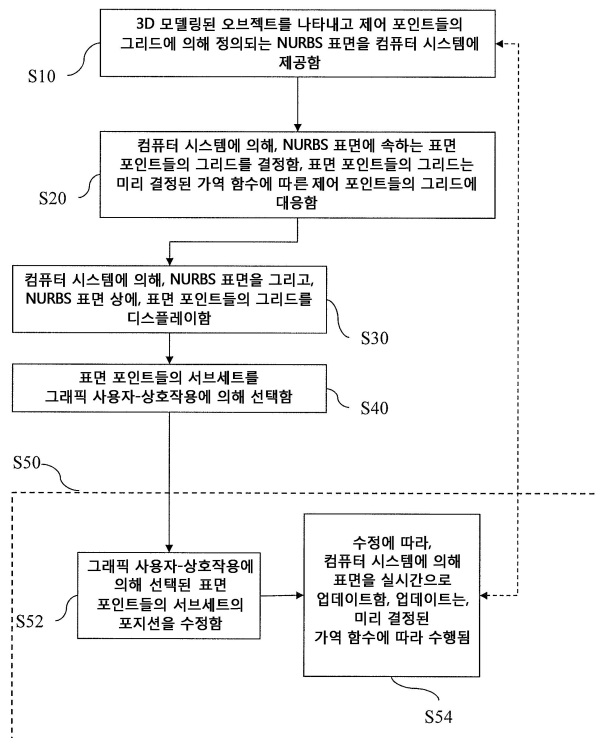 3D 모델링된 오브젝트를 나타내고 제어 포인트들의
그리드에 의해 정의되는 NURBS 표면을 컴퓨터 시스템에
제공함
S10
컴퓨터 시스템에 의해, NURBS 표면에 속하는 표면
포인트들의 그리드를 결정함, 표면 포인트들의 그리드는
미리 결정된 가역 함수에 따른 제어 포인트들의 그리드에
대응함
S20
컴퓨터 시스템에 의해, NURBS 표면을 그리고,
NURBS 표면 상에, 표면 포인트들의 그리드를
디스플레이함
S30
표면 포인트들의 서브세트를
그래픽 사용자-상호작용에 의해 선택함
S40
S50
그래픽 사용자-상호작용에
의해 선택된 표면
포인트들의 서브세트의
포지션을 수정함
S52
수정에 따라,
컴퓨터 시스템에 의해
표면을 실시간으로
업데이트함, 업데이트는,
미리 결정된
가역 함수에 따라 수행됨
S54